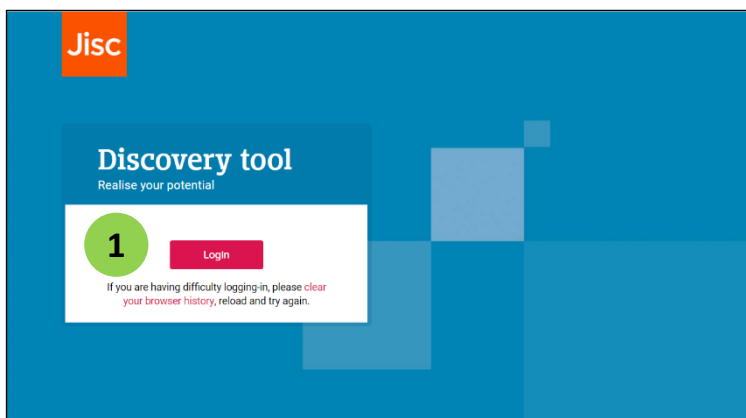 Jisc
Discovery tool
Realise your potential
1
Login
If you are having difficulty logging-in, please clear
your browser history, reload and try again.